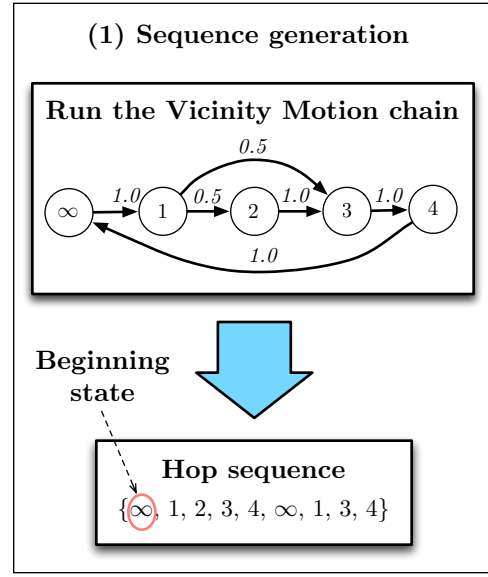 (1) Sequence generation
Run the Vicinity Motion chain
0.5
1.0 0.5 1.0 1.0
∞ 1 2 3 4
1.0
Beginning
state
Hop sequence
{∞, 1, 2, 3, 4, ∞, 1, 3, 4}